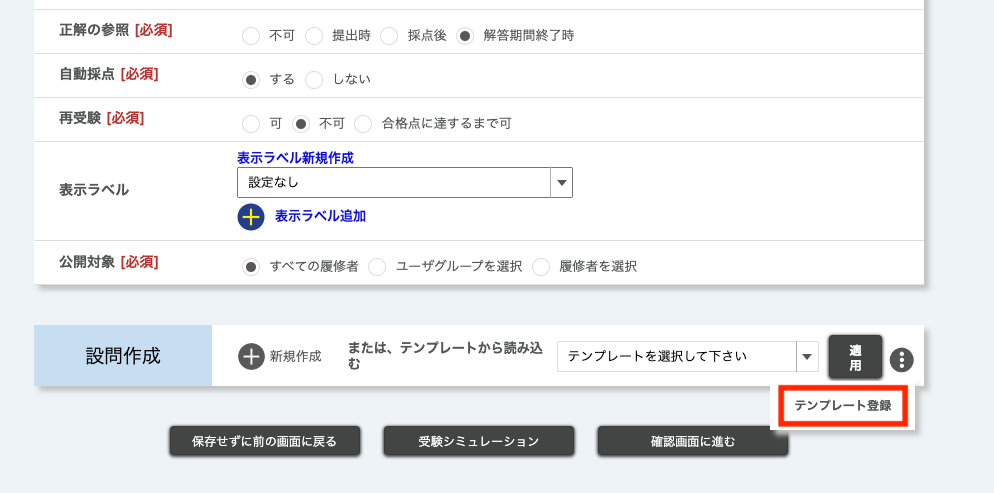 正解の参照 [必須] 不可 提出時 採点後 解答期間終了時
自動採点 [必須] する しない
再受験 [必須] 可 不可 合格点に達するまで可
表示ラベル
表示ラベル新規作成
設定なし
表示ラベル追加
公開対象 [必須] すべての履修者 ユーザグループを選択 履修者を選択
設問作成
新規作成
または、テンプレートから読み込
む
テンプレートを選択して下さい
適
用
テンプレート登録
保存せずに前の画面に戻る 受験シミュレーション 確認画面に進む